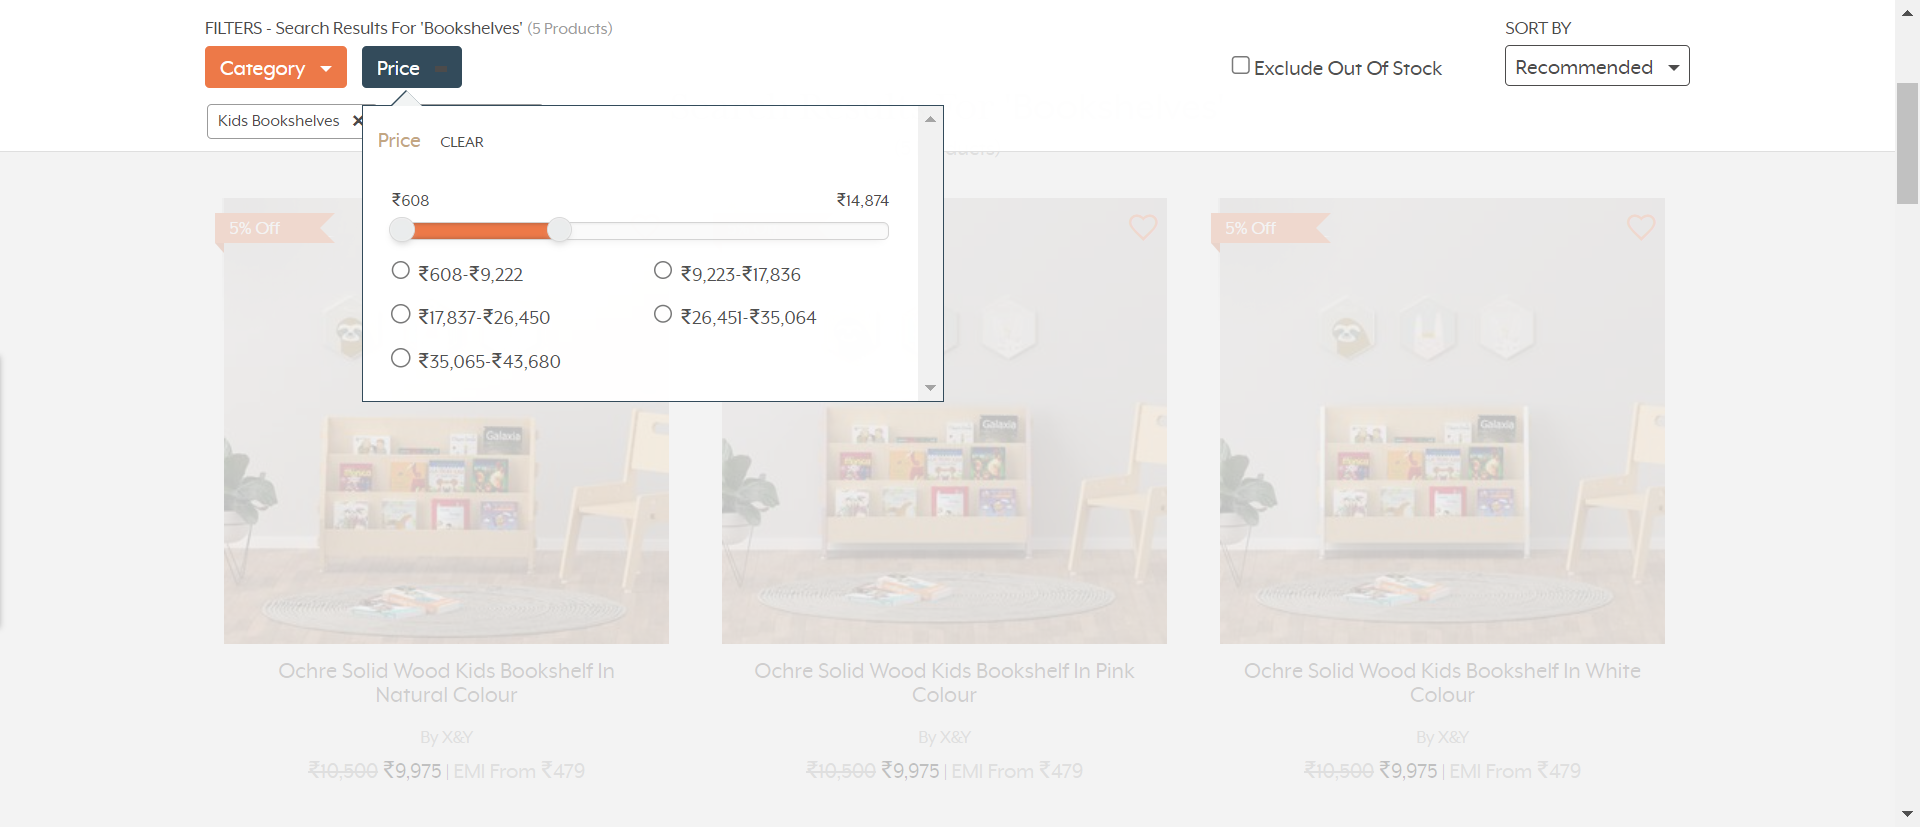 FILTERS - Search Results For 'Bookshelves' (5 Products)
SORT BY
Category
Price
Exclude Out Of Stock
Recommended
Kids Bookshelves ×
Price CLEAR
₹608 ₹14,874
₹608-₹9,222 ₹9,223-₹17,836
₹17,837-₹26,450 ₹26,451-₹35,064
₹35,065-₹43,680
5% Off
5% Off
Galaxia
Galaxia
Galaxia
Ochre Solid Wood Kids Bookshelf In
Natural Colour
By X&Y
₹10,500 ₹9,975 | EMI From ₹479
Ochre Solid Wood Kids Bookshelf In Pink
Colour
By X&Y
₹10,500 ₹9,975 | EMI From ₹479
Ochre Solid Wood Kids Bookshelf In White
Colour
By X&Y
₹10,500 ₹9,975 | EMI From ₹479